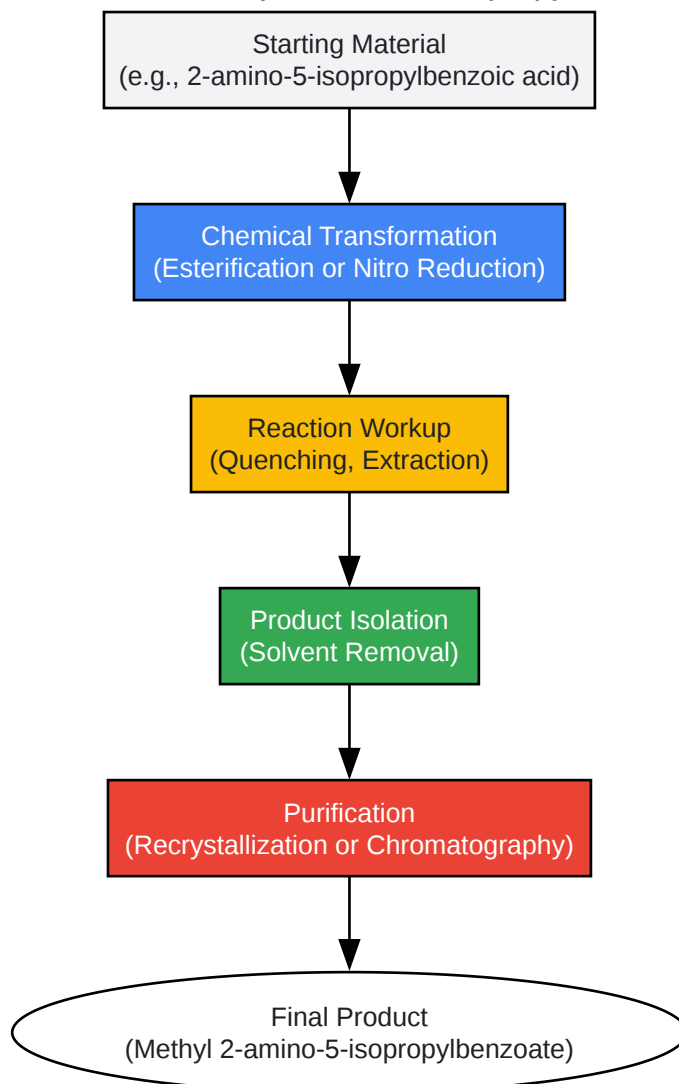 Starting Material
(e.g., 2-amino-5-isopropylbenzoic acid)
Chemical Transformation
(Esterification or Nitro Reduction)
Reaction Workup
(Quenching, Extraction)
Product Isolation
(Solvent Removal)
Purification
(Recrystallization or Chromatography)
Final Product
(Methyl 2-amino-5-isopropylbenzoate)